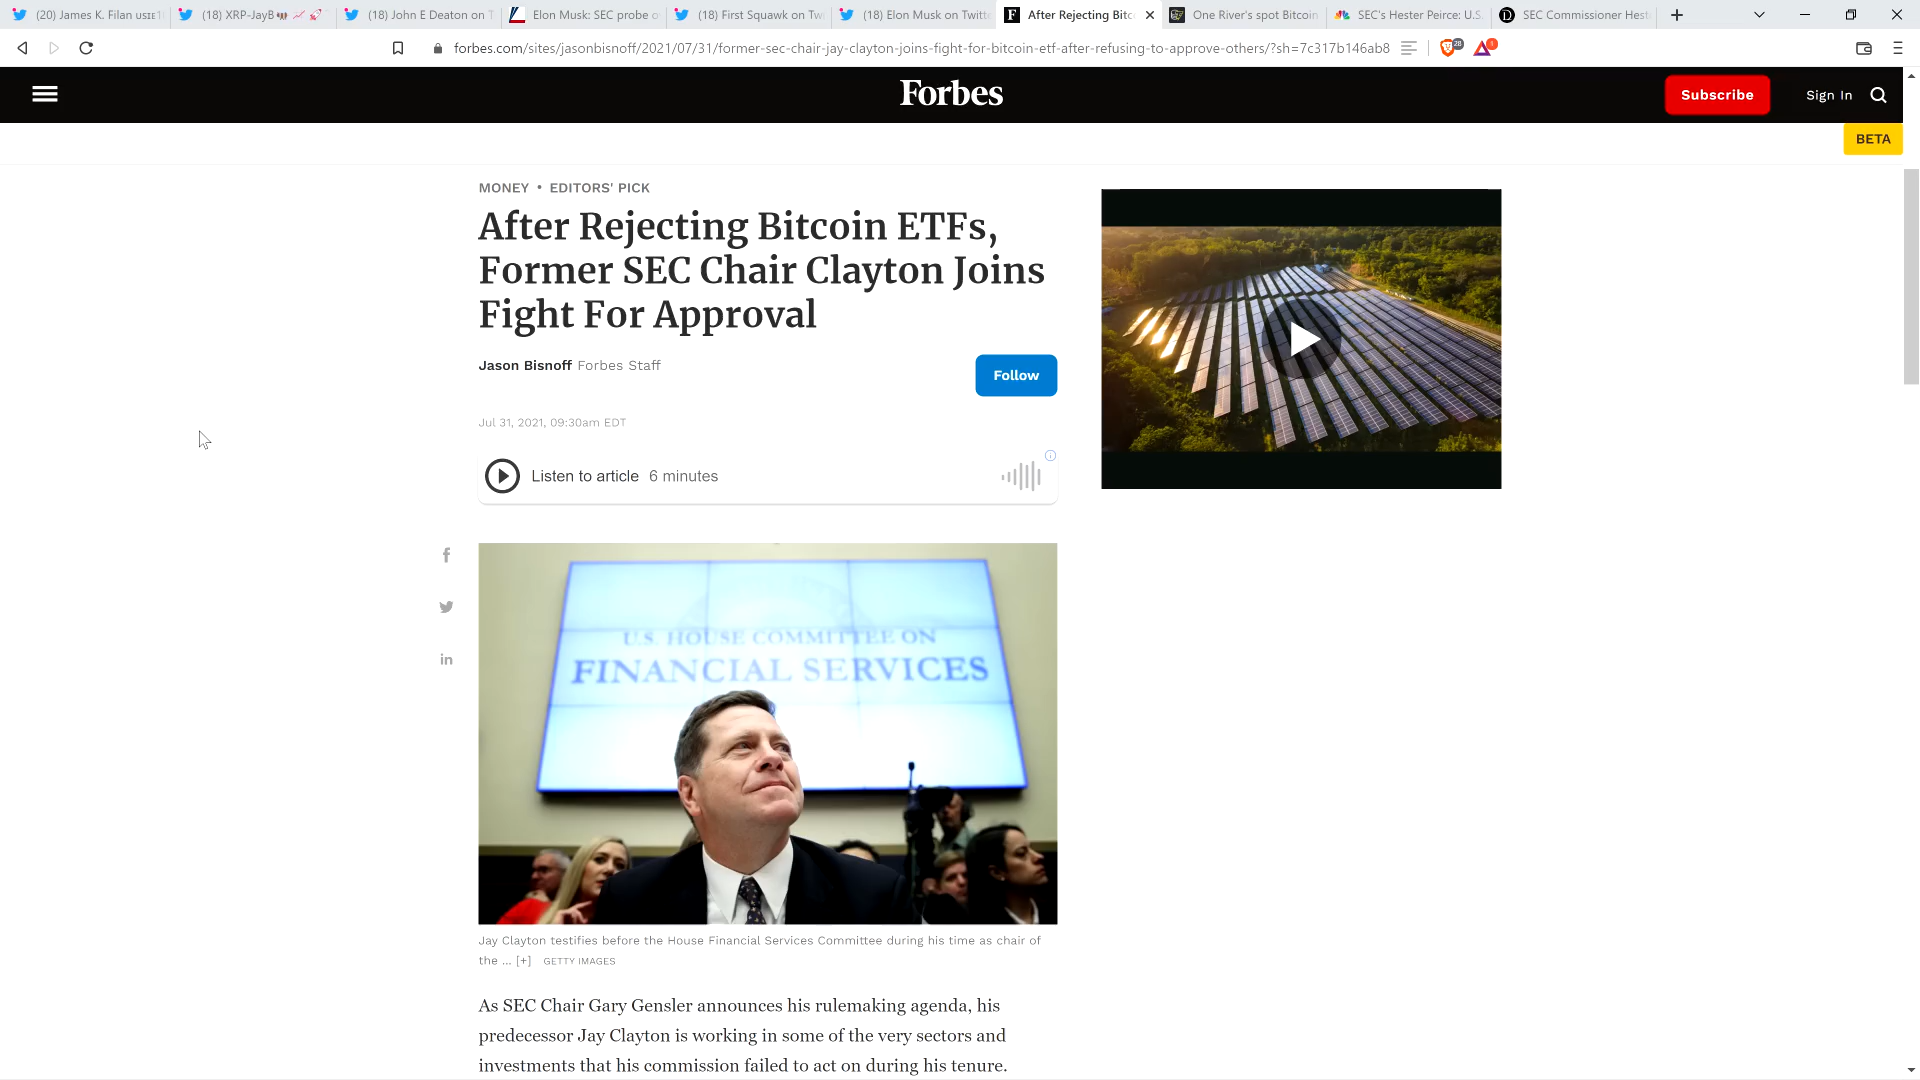 (20) James K. Filan
(18) XRP-JayB
(18) John E Deaton on T
Elon Musk: SEC probe o
(18) First Squawk on Twi
(18) Elon Musk on Twitte
After Rejecting Bitc
One River's spot Bitcoin
SEC's Hester Peirce: U.S.
SEC Commissioner Hest
forbes.com/sites/jasonbisnoff/2021/07/31/former-sec-chair-jay-clayton-joins-fight-for-bitcoin-etf-after-refusing-to-approve-others/?sh=7c317b146ab8
28
Forbes
Subscribe
Sign In
BETA
MONEY • EDITORS' PICK
After Rejecting Bitcoin ETFs,
Former SEC Chair Clayton Joins
Fight For Approval
Jason Bisnoff Forbes Staff
Follow
Jul 31, 2021, 09:30am EDT
Listen to article 6 minutes
U.S. HOUSE COMMITTEE ON
FINANCIAL SERVICES
Jay Clayton testifies before the House Financial Services Committee during his time as chair of
the ... [+] GETTY IMAGES
As SEC Chair Gary Gensler announces his rulemaking agenda, his
predecessor Jay Clayton is working in some of the very sectors and
investments that his commission failed to act on during his tenure.